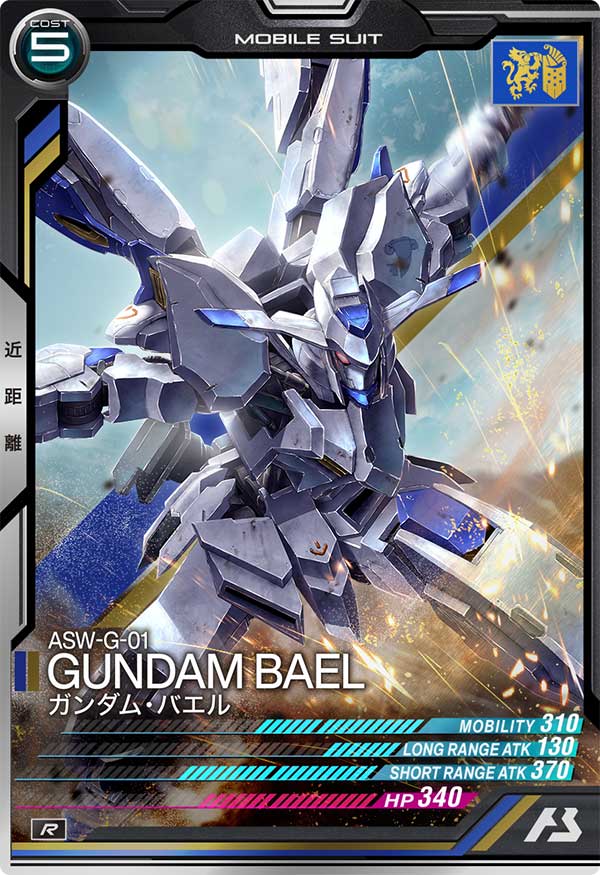 COST
5
MOBILE SUIT
近距離
ASW-G-01
GUNDAM BAEL
ガンダム・バエル
MOBILITY 310
LONG RANGE ATK 130
SHORT RANGE ATK 370
HP 340
R